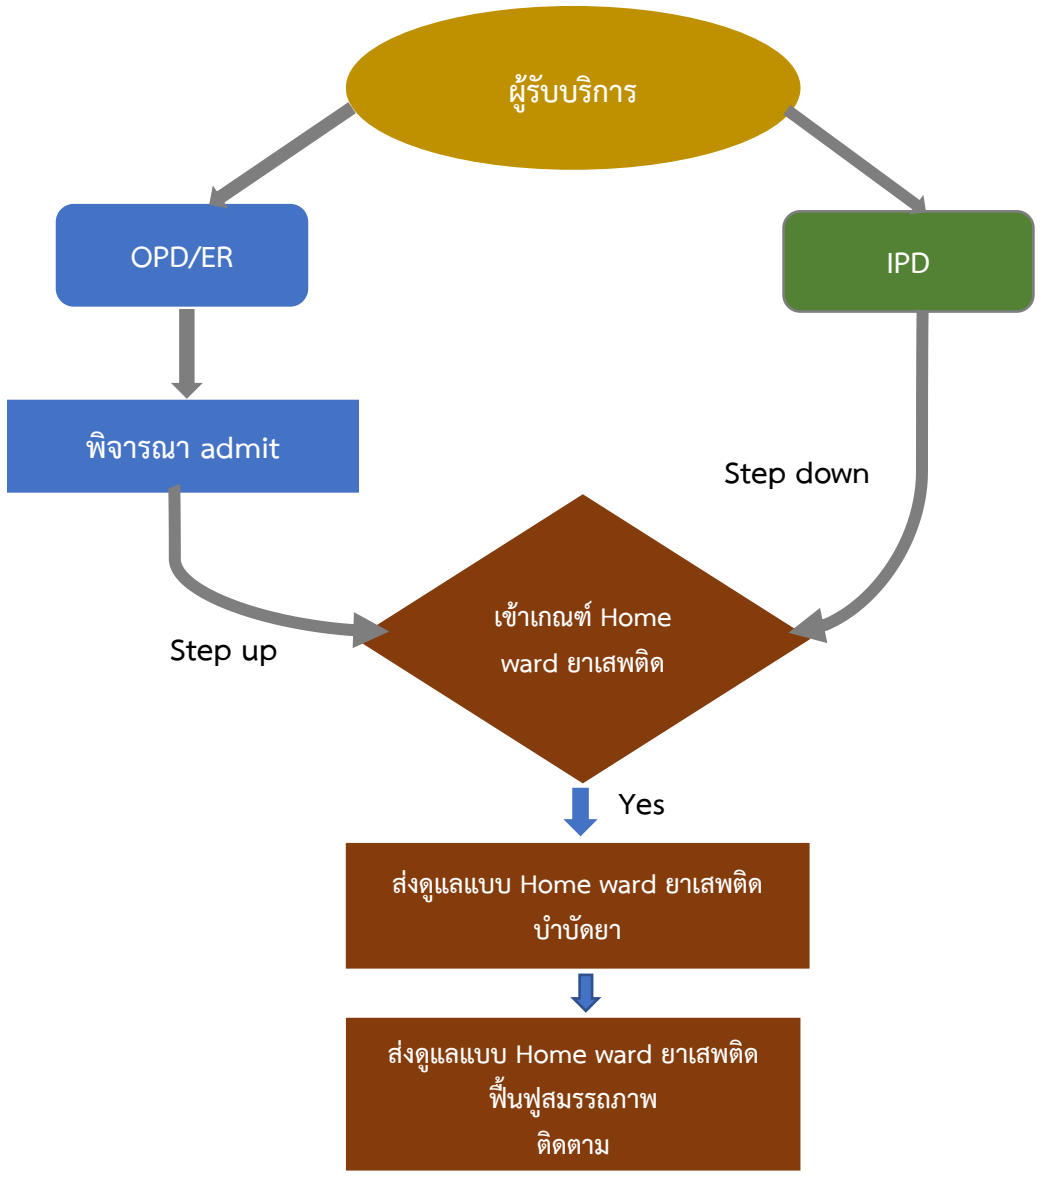 ผู้รับบริการ
OPD/ER
IPD
พิจารณา admit
Step down
Step up
เข้าเกณฑ์ Home
ward ยาเสพติด
Yes
ส่งดูแลแบบ Home ward ยาเสพติด
บำบัดยา
ส่งดูแลแบบ Home ward ยาเสพติด
ฟื้นฟูสมรรถภาพ
ติดตาม